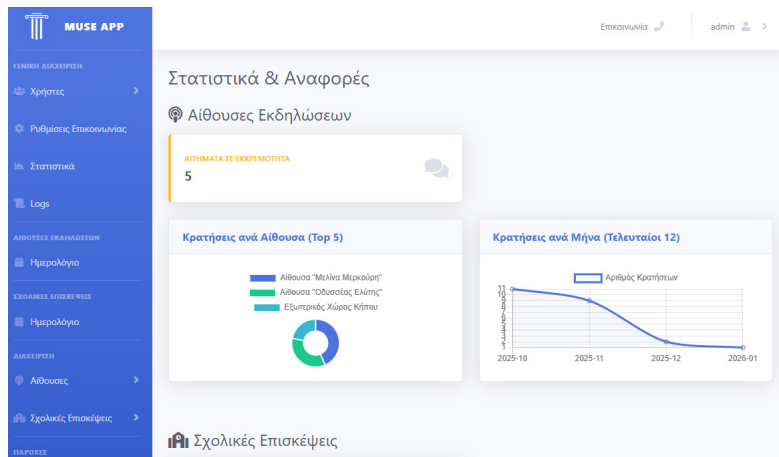 MUSE APP
Επικοινωνία
admin
ΓΕΝΙΚΗ ΔΙΑΧΕΙΡΙΣΗ
Χρήστες
Ρυθμίσεις Επικοινωνίας
Στατιστικά
Logs
ΑΙΘΟΥΣΕΣ ΕΚΔΗΛΩΣΕΩΝ
Ημερολόγιο
ΣΧΟΛΙΚΕΣ ΕΠΙΣΚΕΨΕΙΣ
Ημερολόγιο
ΔΙΑΧΕΙΡΙΣΗ
Αίθουσες
Σχολικές Επισκέψεις
ΠΑΡΟΧΕΣ
Στατιστικά & Αναφορές
Αίθουσες Εκδηλώσεων
ΑΙΤΗΜΑΤΑ ΣΕ ΕΚΚΡΕΜΟΤΗΤΑ
5
Κρατήσεις ανά Αίθουσα (Top 5)
Αίθουσα "Μελίνα Μερκούρη"
Αίθουσα "Οδυσσέας Ελύτης"
Εξωτερικός Χώρος Κήπου
Κρατήσεις ανά Μήνα (Τελευταίοι 12)
Αριθμός Κρατήσεων
11
10
9
8
7
6
5
4
3
2
1
2025-10 2025-11 2025-12 2026-01
Σχολικές Επισκέψεις